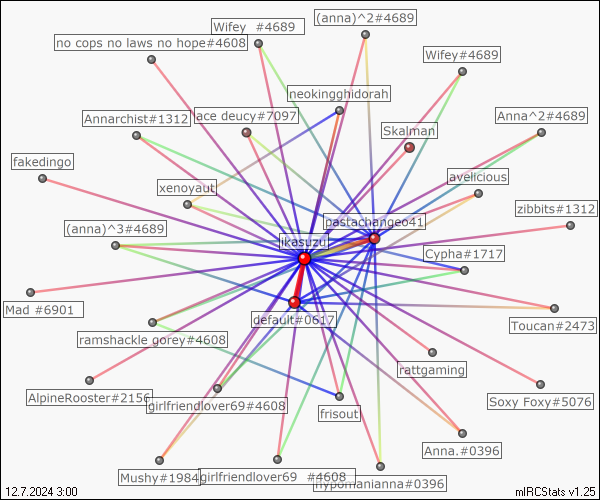 (anna)^2#4689
Wifey  #4689
no cops no laws no hope#4608
Wifey#4689
neokingghidorah
Annarchist#1312
ace deucy#7097
Anna^2#4689
Skalman
fakedingo
avelicious
xenoyaut
zibbits#1312
pastachangeo41
(anna)^3#4689
ikasuzu
Cypha#1717
Mad #6901
default#0617
Toucan#2473
ramshackle gorey#4608
rattgaming
AlpineRooster#2156
Soxy Foxy#5076
girlfriendlover69#4608
frisout
Anna.#0396
Mushy#1984
girlfriendlover69  #4608
hypomanianna#0396
12.7.2024 3:00
mIRCStats v1.25